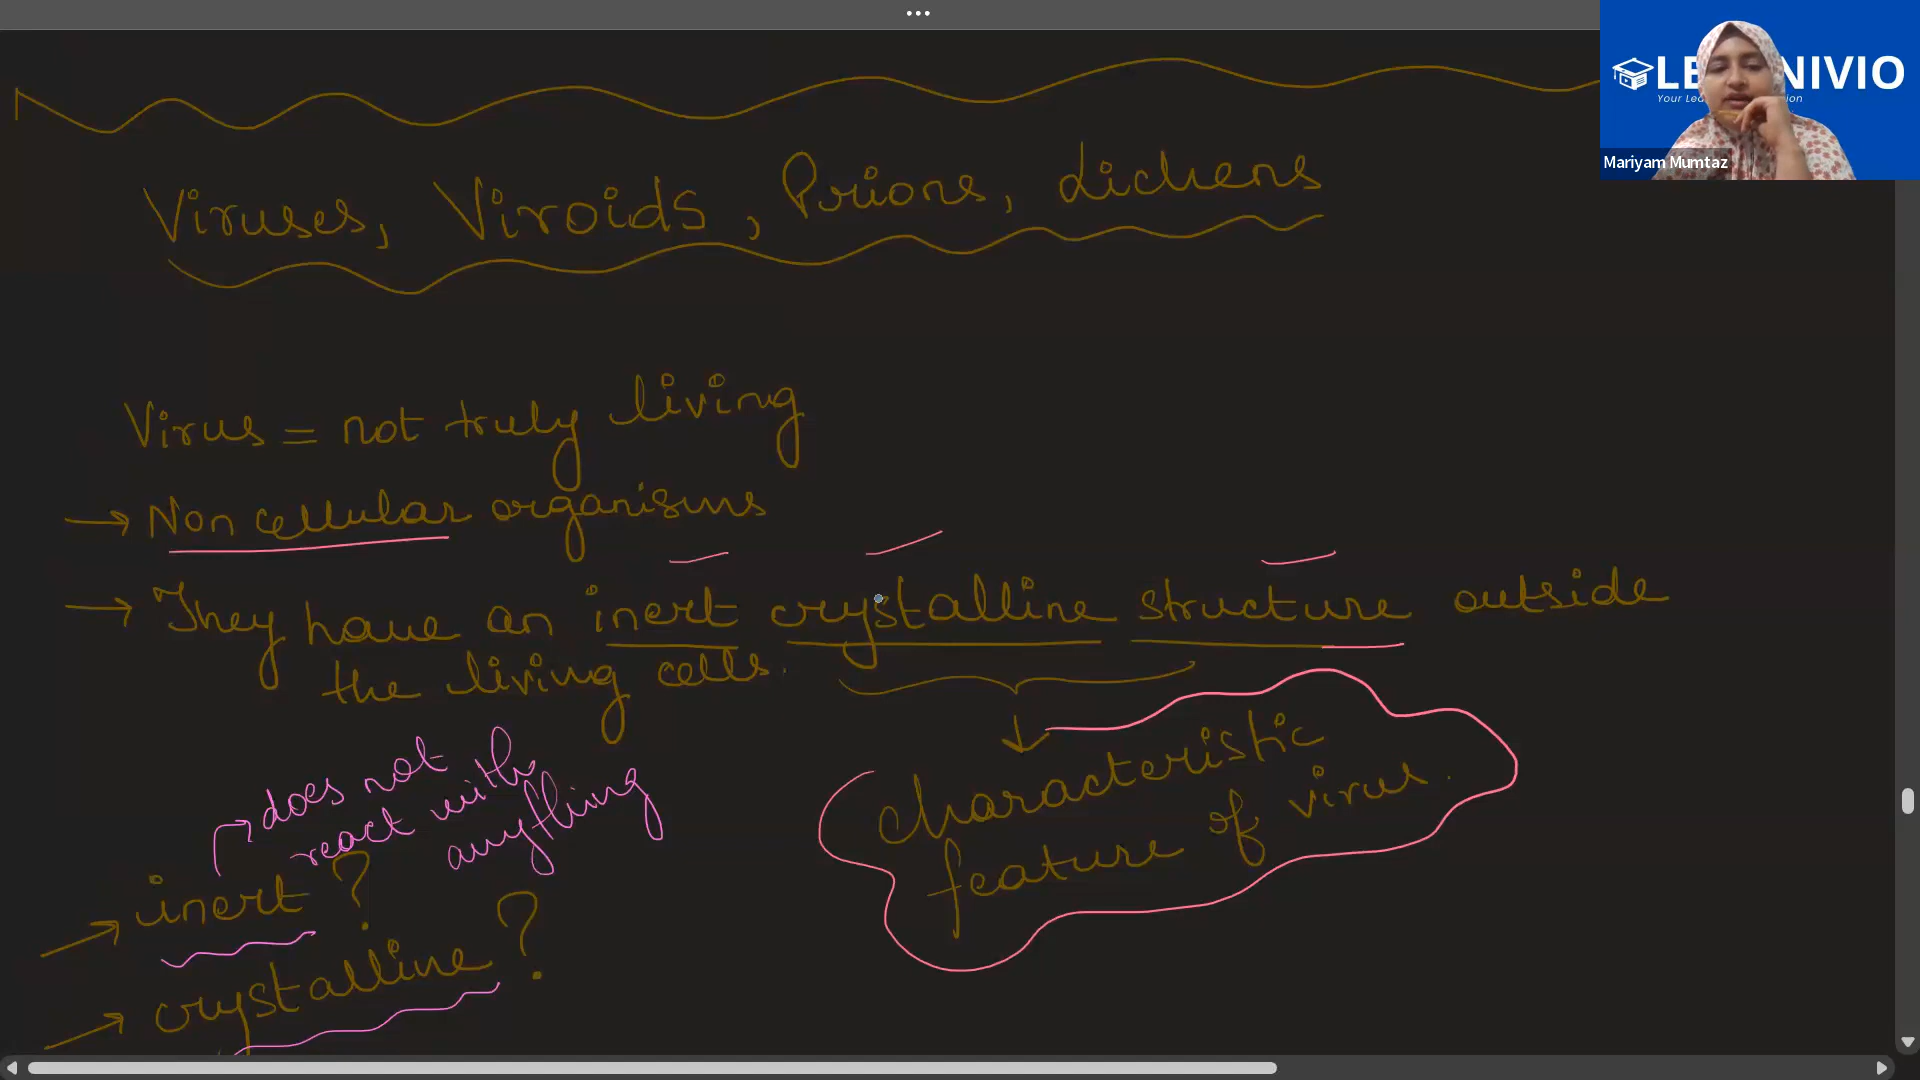 Viruses, Viroids, Prions, Lichens
Virus = not truly living
→ Non cellular organisms
→ They have an inert crystalline structure outside
the living cells.
↓
characteristic
feature of virus.
does not
react with
anything
→ inert ?
→ crystalline ?
NIVIO
Mariyam Mumtaz